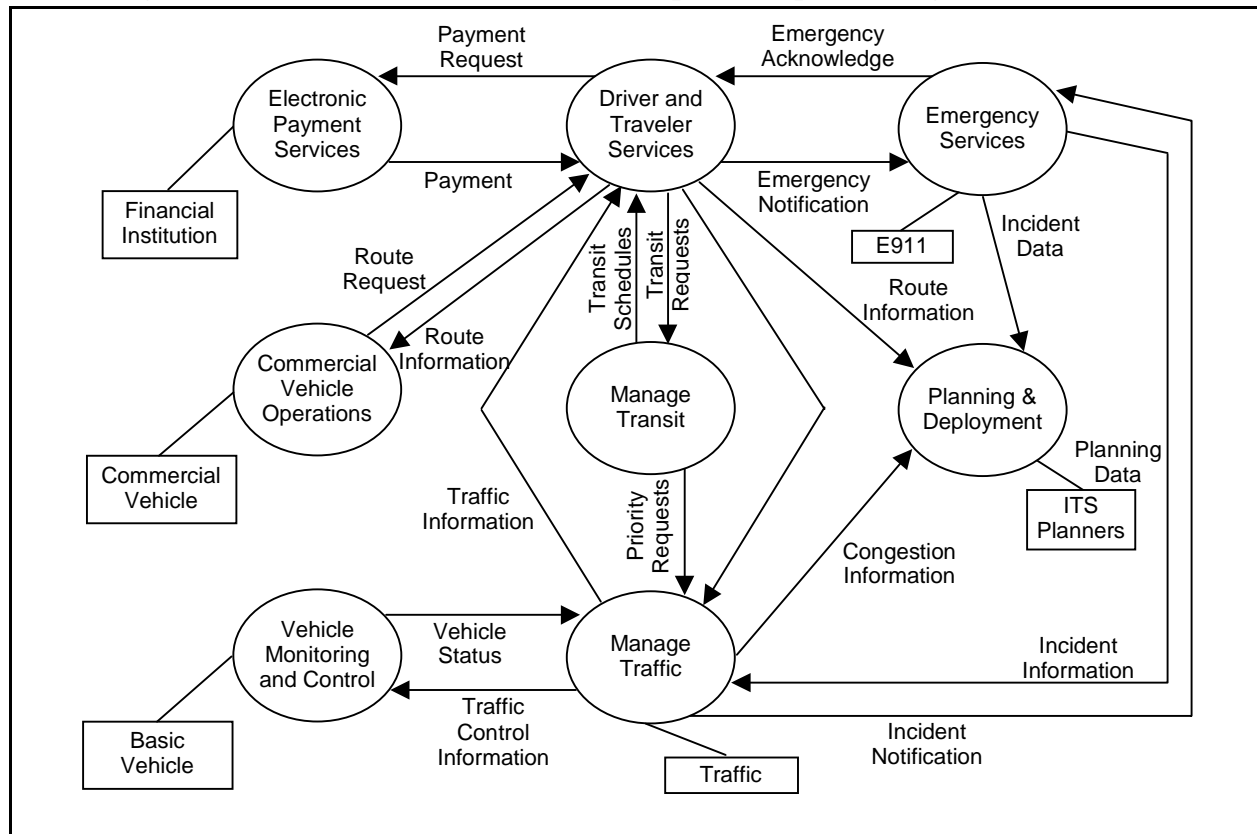 Payment
Request
Emergency
Acknowledge
Electronic
Payment
Services
Driver and
Traveler
Services
Emergency
Services
Payment
Emergency
Notification
Financial
Institution
E911
Incident
Data
Route
Request
Transit
Schedules
Transit
Requests
Route
Information
Route
Information
Commercial
Vehicle
Operations
Manage
Transit
Planning &
Deployment
Commercial
Vehicle
Planning
Data
ITS
Planners
Traffic
Information
Priority
Requests
Congestion
Information
Vehicle
Monitoring
and Control
Vehicle
Status
Manage
Traffic
Incident
Information
Traffic
Control
Information
Basic
Vehicle
Traffic
Incident
Notification